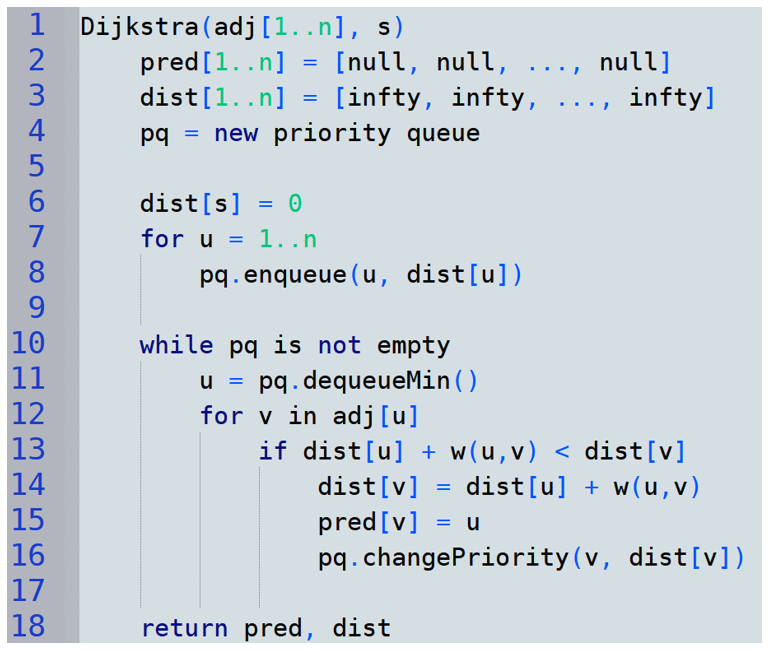 1 Dijkstra(adj[1..n], s)
2     pred[1..n] = [null, null, ..., null]
3     dist[1..n] = [infty, infty, ..., infty]
4     pq = new priority queue
5
6     dist[s] = 0
7     for u = 1..n
8         pq.enqueue(u, dist[u])
9
10     while pq is not empty
11         u = pq.dequeueMin()
12         for v in adj[u]
13             if dist[u] + w(u,v) < dist[v]
14                 dist[v] = dist[u] + w(u,v)
15                 pred[v] = u
16                 pq.changePriority(v, dist[v])
17
18     return pred, dist